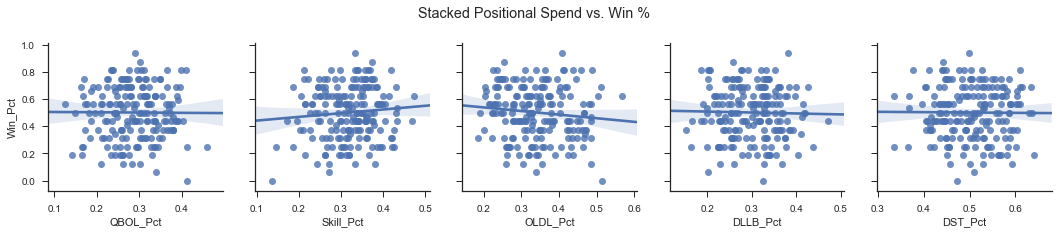 Stacked Positional Spend vs. Win %
Win_Pct
1.0
0.8
0.6
0.4
0.2
0.0
0.1 0.2 0.3 0.4
QBOL_Pct
0.1 0.2 0.3 0.4 0.5
Skill_Pct
0.2 0.3 0.4 0.5 0.6
OLDL_Pct
0.2 0.3 0.4 0.5
DLLB_Pct
0.3 0.4 0.5 0.6
DST_Pct